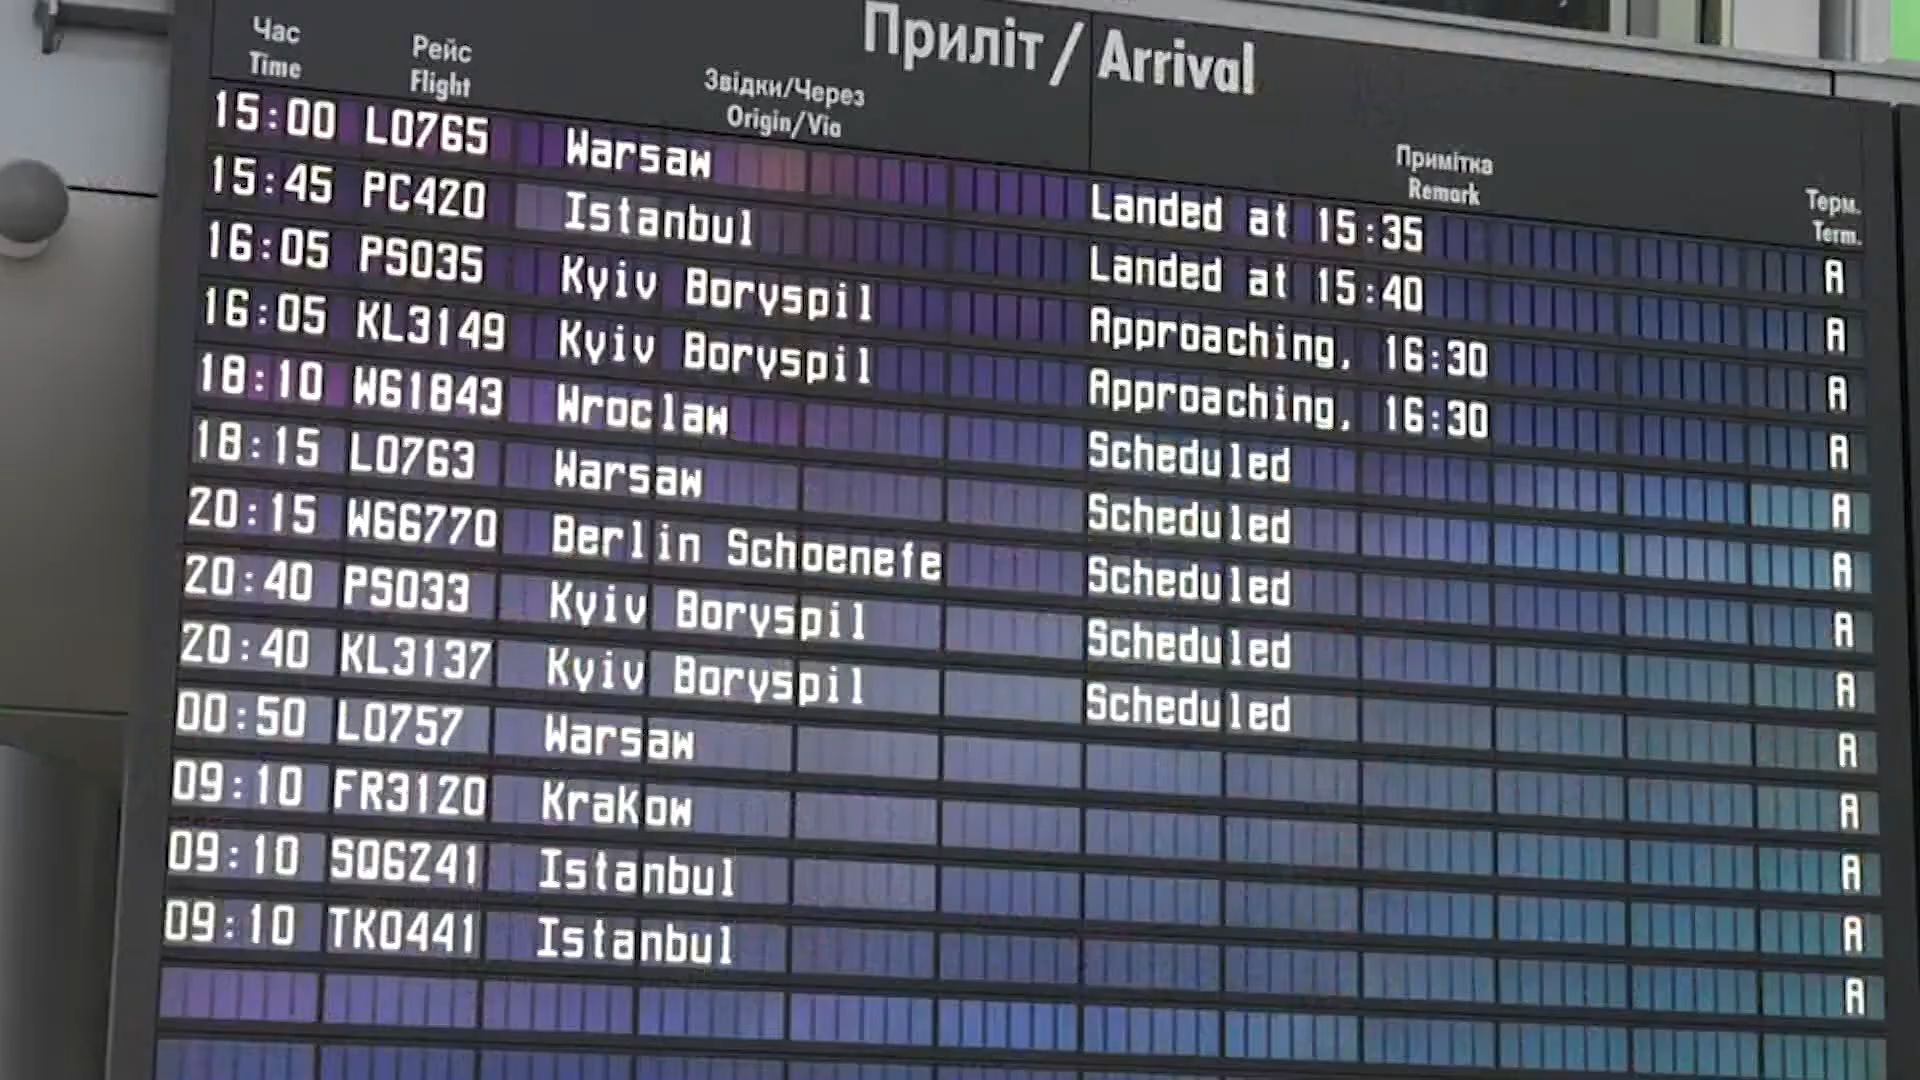 Приліт / Arrival
Час Time
Рейс Flight
Звідки/Через Origin/Via
Примітка Remark
Терм. Term.
15:00 LO765 Warsaw Landed at 15:35 A
15:45 PC420 Istanbul Landed at 15:40 A
16:05 PS035 Kyiv Boryspil Approaching, 16:30 A
16:05 KL3149 Kyiv Boryspil Approaching, 16:30 A
18:10 W61843 Wroclaw Scheduled A
18:15 LO763 Warsaw Scheduled A
20:15 W66770 Berlin Schoenefe Scheduled A
20:40 PS033 Kyiv Boryspil Scheduled A
20:40 KL3137 Kyiv Boryspil Scheduled A
00:50 LO757 Warsaw A
09:10 FR3120 Krakow A
09:10 SQ6241 Istanbul A
09:10 TK0441 Istanbul A